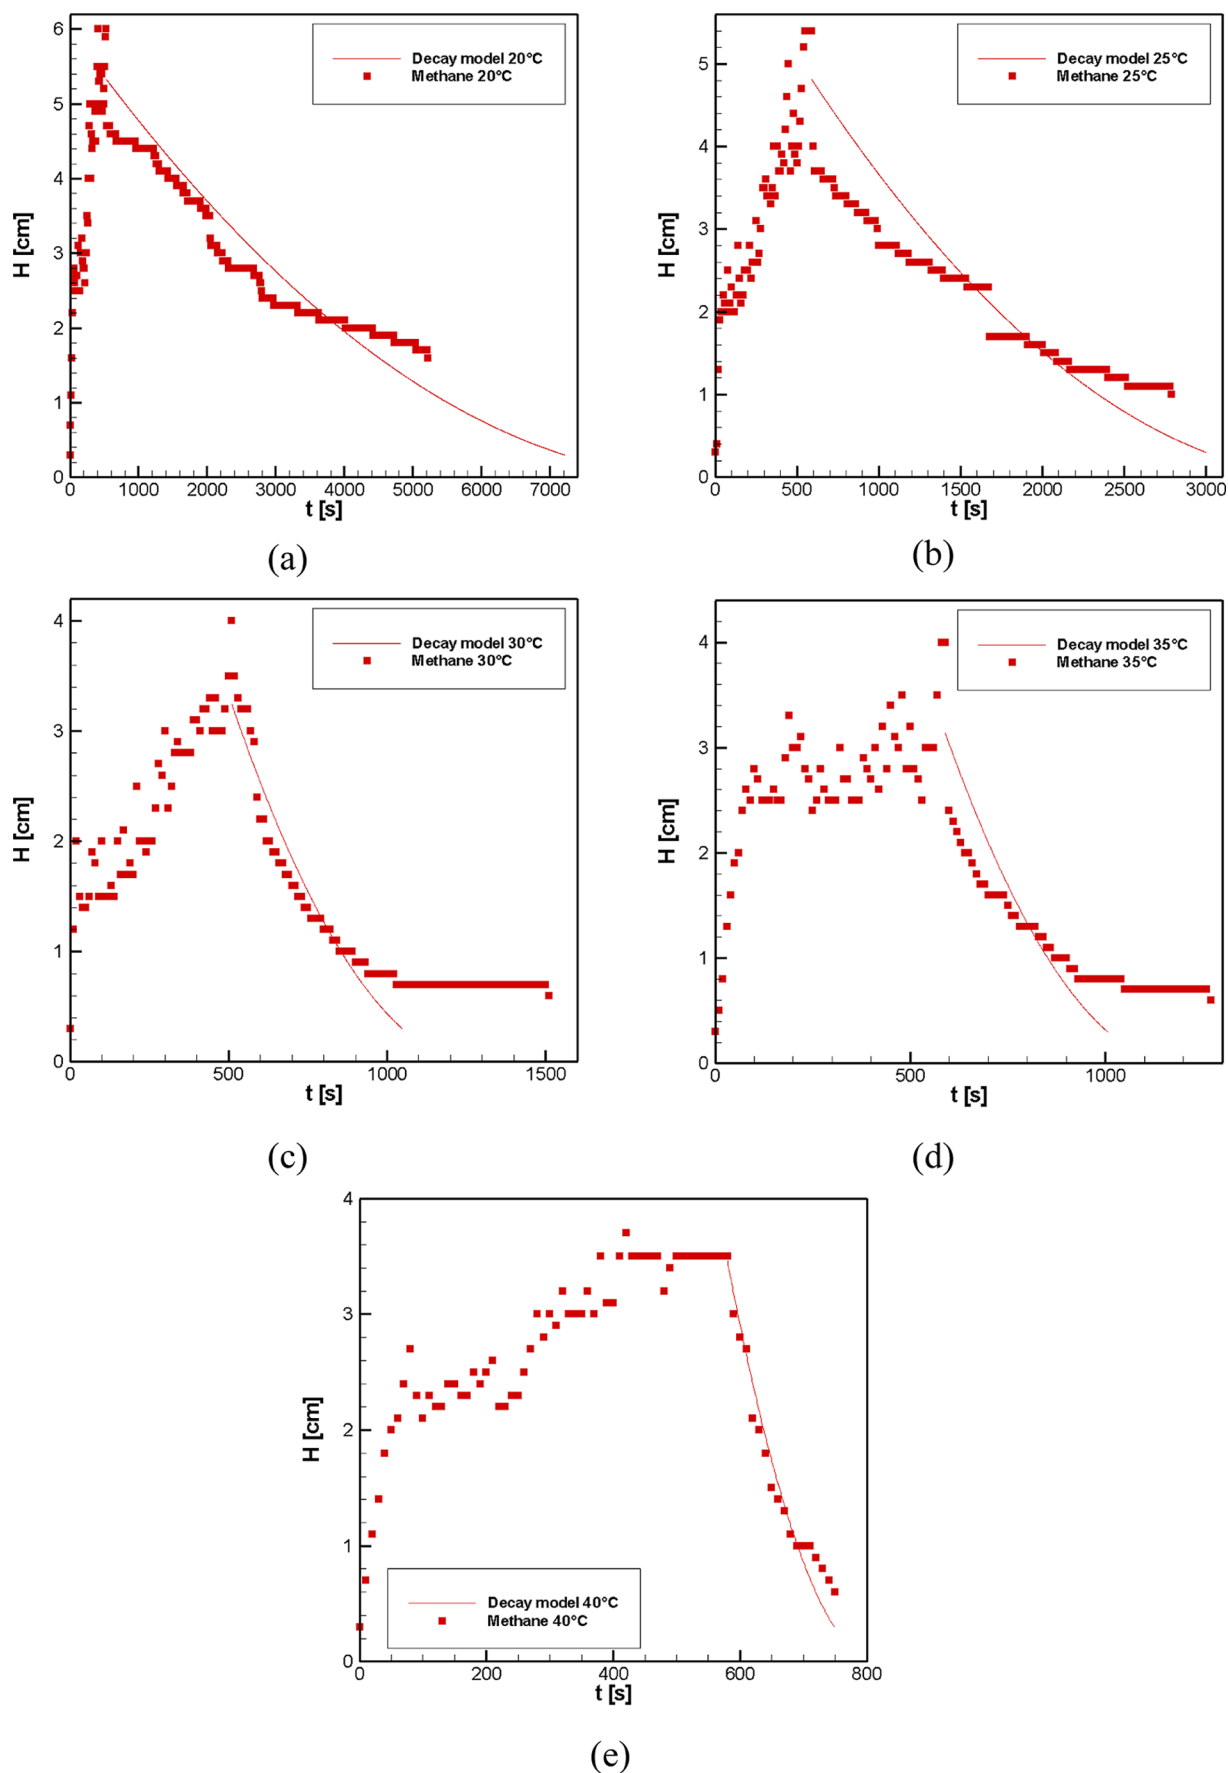 Decay model 20°C
Methane 20°C
H [cm]
6
5
4
3
2
1
0
0 1000 2000 3000 4000 5000 6000 7000
t [s]
(a)
Decay model 25°C
Methane 25°C
H [cm]
5
4
3
2
1
0
0 500 1000 1500 2000 2500 3000
t [s]
(b)
Decay model 30°C
Methane 30°C
H [cm]
4
3
2
1
0
0 500 1000 1500
t [s]
(c)
Decay model 35°C
Methane 35°C
H [cm]
4
3
2
1
0
0 500 1000
t [s]
(d)
H [cm]
4
3
2
1
0
Decay model 40°C
Methane 40°C
0 200 400 600 800
t [s]
(e)